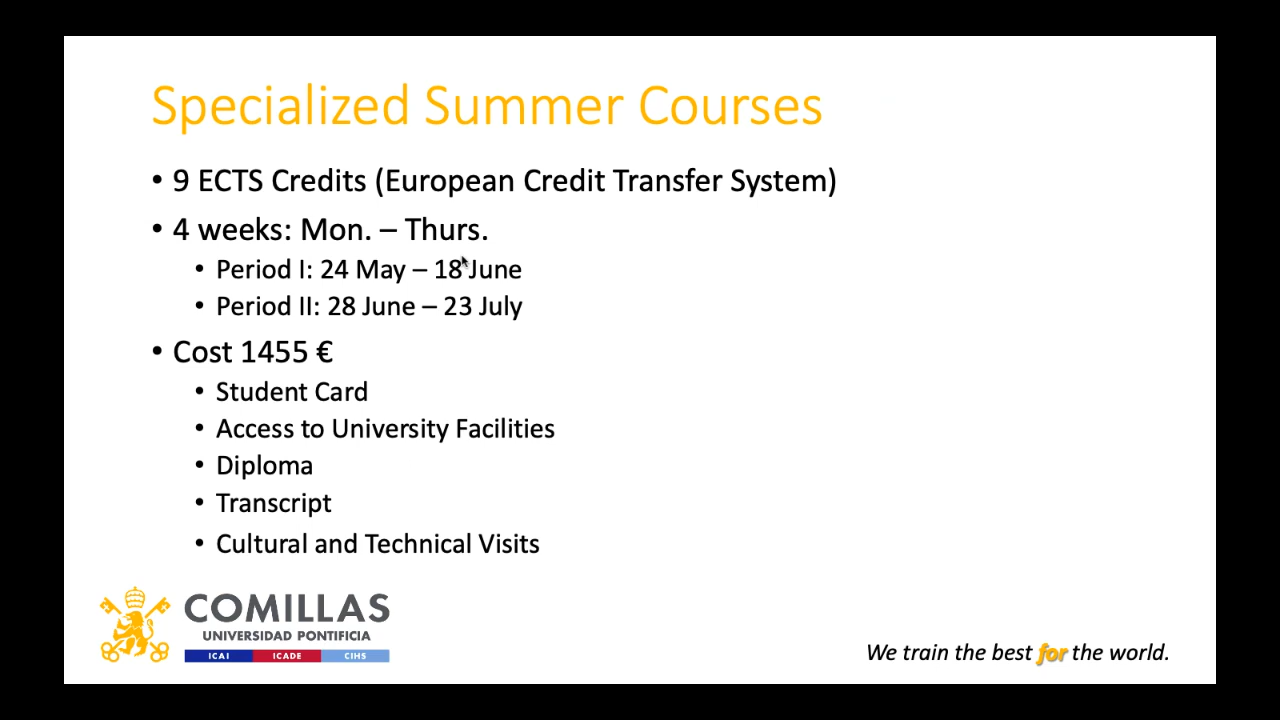 Specialized Summer Courses
• 9 ECTS Credits (European Credit Transfer System)
• 4 weeks: Mon. – Thurs.
• Period I: 24 May – 18 June
• Period II: 28 June – 23 July
• Cost 1455 €
• Student Card
• Access to University Facilities
• Diploma
• Transcript
• Cultural and Technical Visits
COMILLAS
UNIVERSIDAD PONTIFICIA
ICAI ICADE CIHS
We train the best for the world.